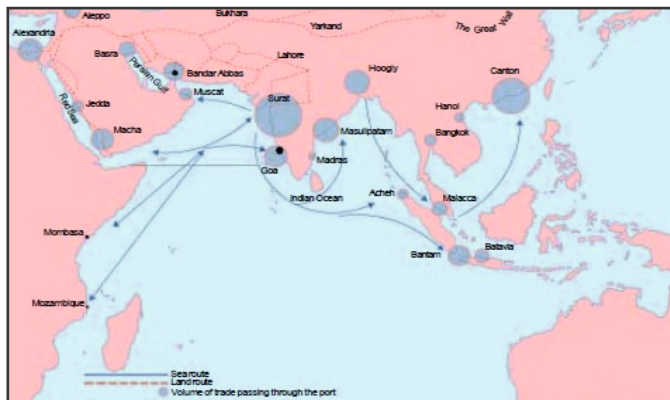 Aleppo
Bukhara
Yarkand
The Great Wall
Alexandria
Basra
Lahore
Persian Gulf
Bandar Abbas
Hoogly
Canton
Muscat
Surat
Red Sea
Jedda
Hanoi
Macha
Masulipatam
Bangkok
Goa
Madras
Indian Ocean
Acheh
Malacca
Mombasa
Bantam
Batavia
Mozambique
Sea route
Land route
Volume of trade passing through the port